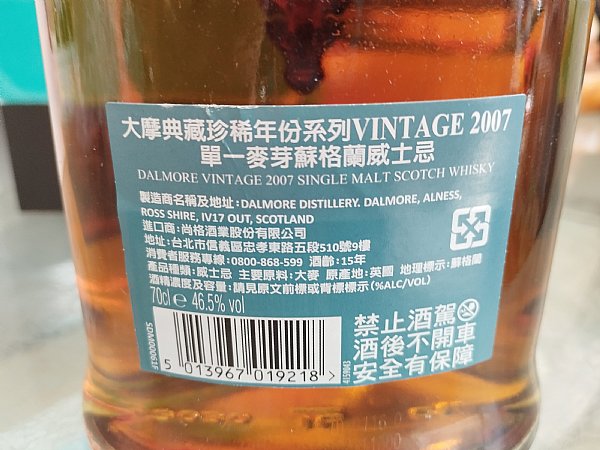 大摩典藏珍稀年份系列VINTAGE 2007
單一麥芽蘇格蘭威士忌
DALMORE VINTAGE 2007 SINGLE MALT SCOTCH WHISKY
製造商名稱及地址:DALMORE DISTILLERY. DALMORE, ALNESS,
ROSS SHIRE, IV17 OUT, SCOTLAND
進口商:尚格酒業股份有限公司
地址:台北市信義區忠孝東路五段510號9樓
消費者服務專線:0800-868-599 酒齡:15年
產品種類:威士忌 主要原料:大麥 原產地:英國 地理標示:蘇格蘭
酒精濃度及容量:請見原文前標或背標標示(%ALC/VOL)
70cl e 46.5% vol
5 013967 019218 >
禁止酒駕
酒後不開車
安全有保障